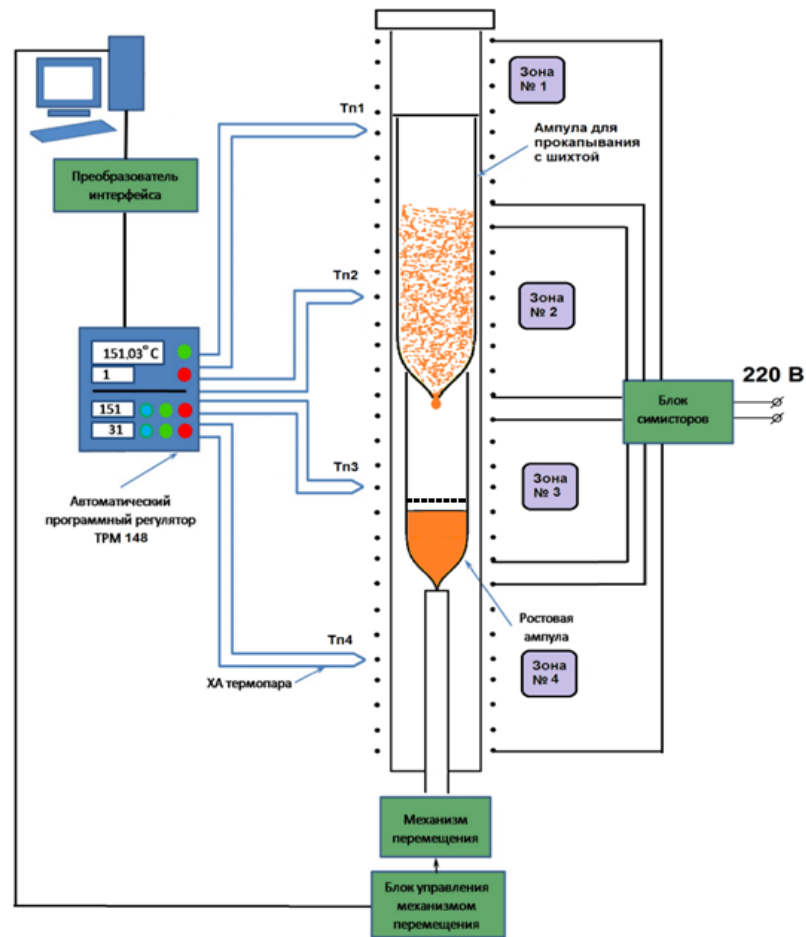 Зона
№ 1
Тп1
Ампула для
прокапывания
с шихтой
Преобразователь
интерфейса
Тп2
Зона
№ 2
151,03° С
1
151
31
220 В
Блок
симисторов
Тп3
Зона
№ 3
Автоматический
программный регулятор
ТРМ 148
Ростовая
ампула
Тп4
ХА термопара
Зона
№ 4
Механизм
перемещения
Блок управления
механизмом
перемещения